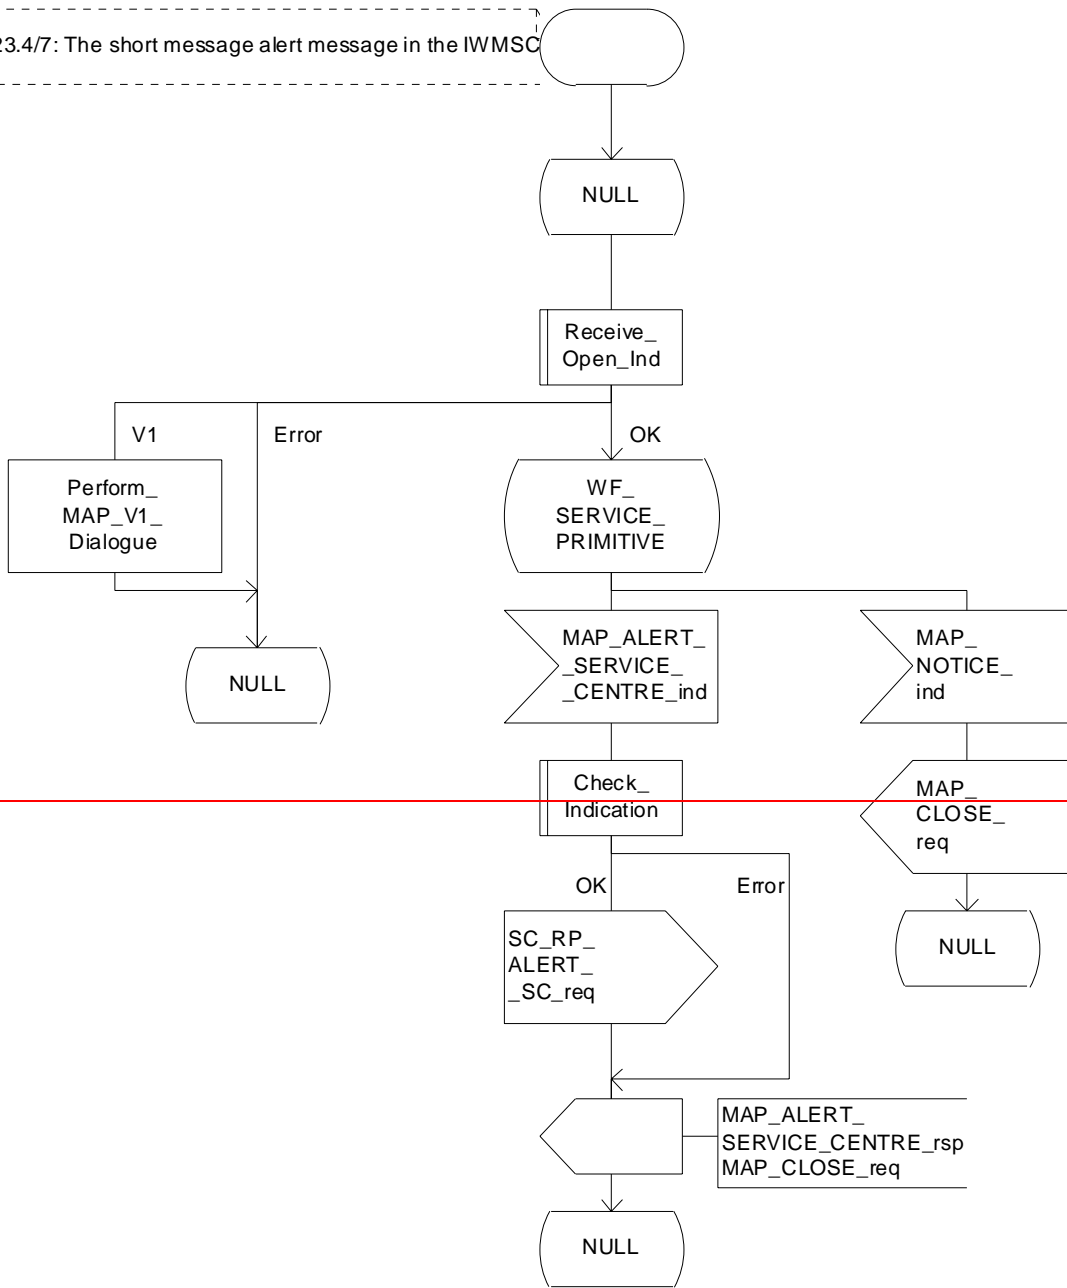 23.4/7: The short message alert message in the IWMSC
NULL
Receive_
Open_Ind
V1
Error
OK
Perform_
MAP_V1_
Dialogue
WF_
SERVICE_
PRIMITIVE
MAP_ALERT_
_SERVICE_
_CENTRE_ind
MAP_
NOTICE_
ind
NULL
Check_
Indication
MAP_
CLOSE_
req
OK
Error
SC_RP_
ALERT_
_SC_req
NULL
MAP_ALERT_
SERVICE_CENTRE_rsp
MAP_CLOSE_req
NULL